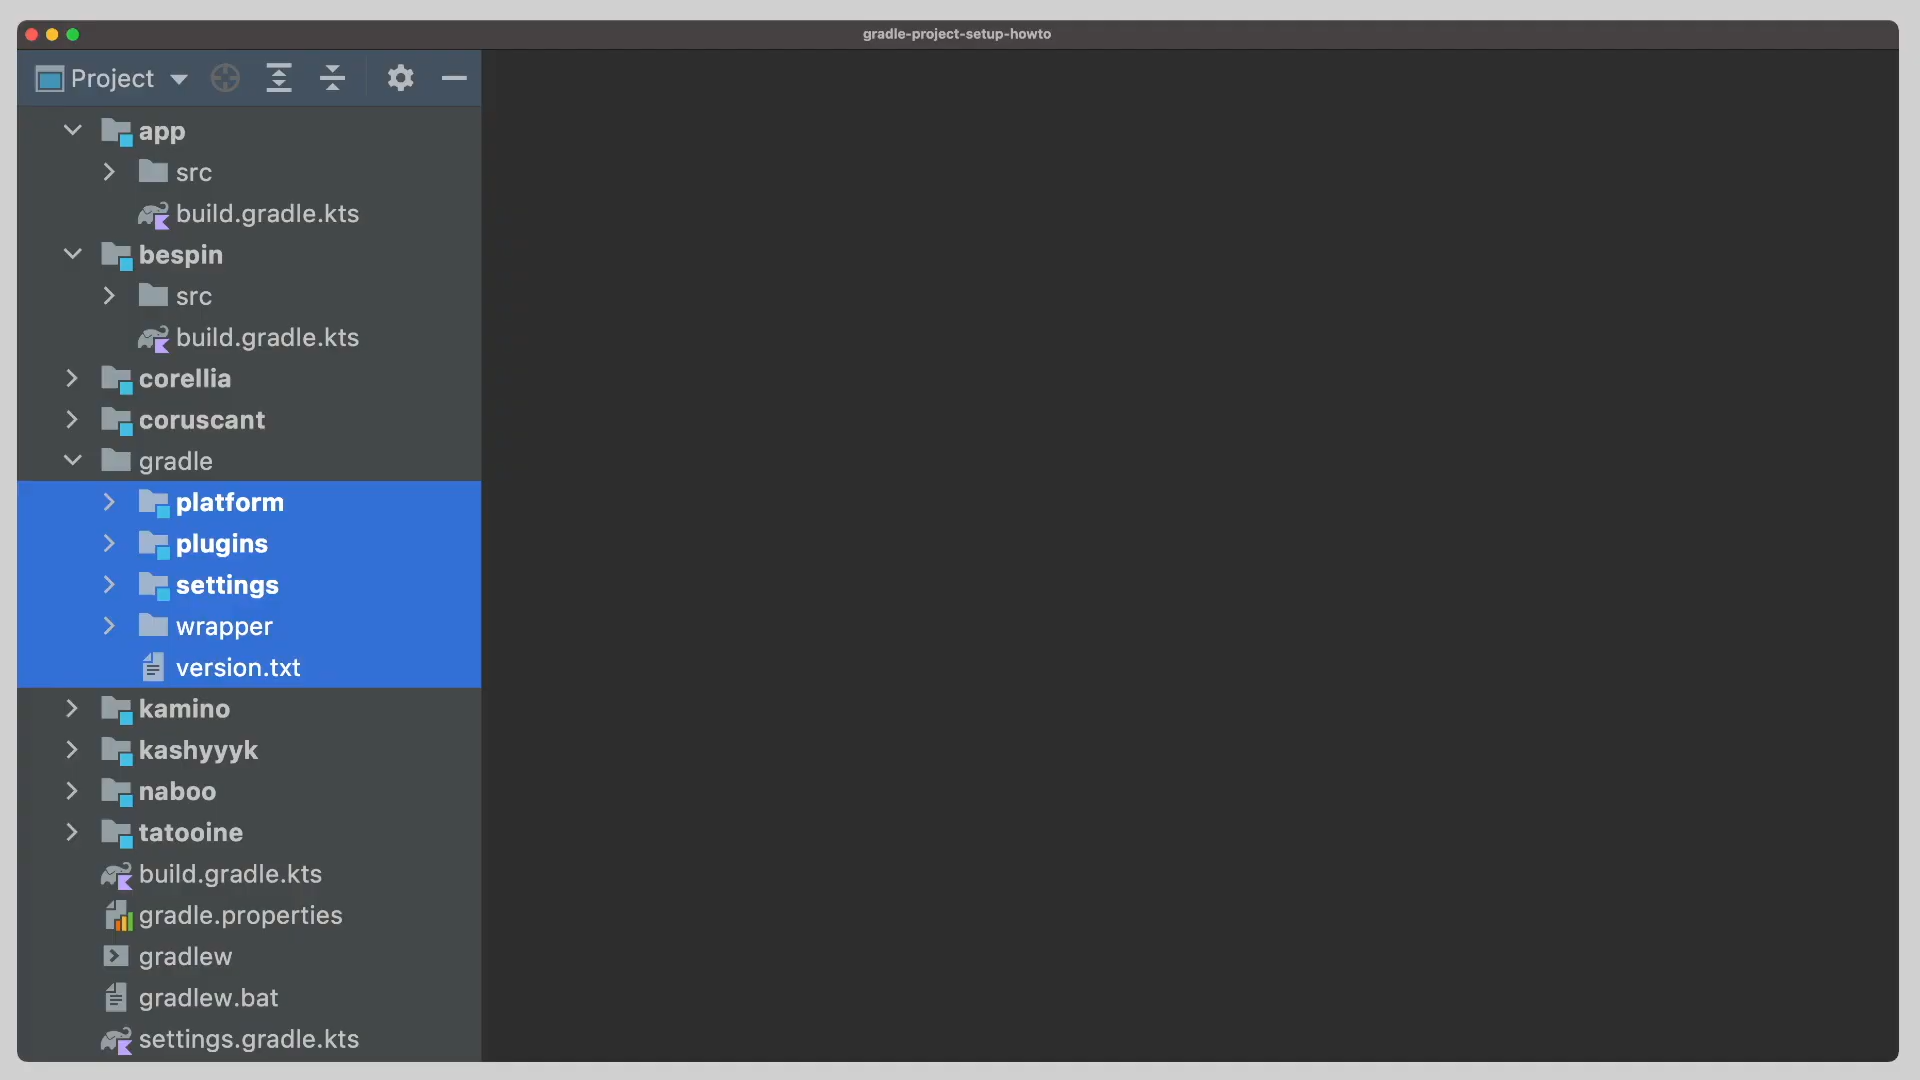 gradle-project-setup-howto
Project
app
src
build.gradle.kts
bespin
src
build.gradle.kts
corellia
coruscant
gradle
platform
plugins
settings
wrapper
version.txt
kamino
kashyyyk
naboo
tatooine
build.gradle.kts
gradle.properties
gradlew
gradlew.bat
settings.gradle.kts